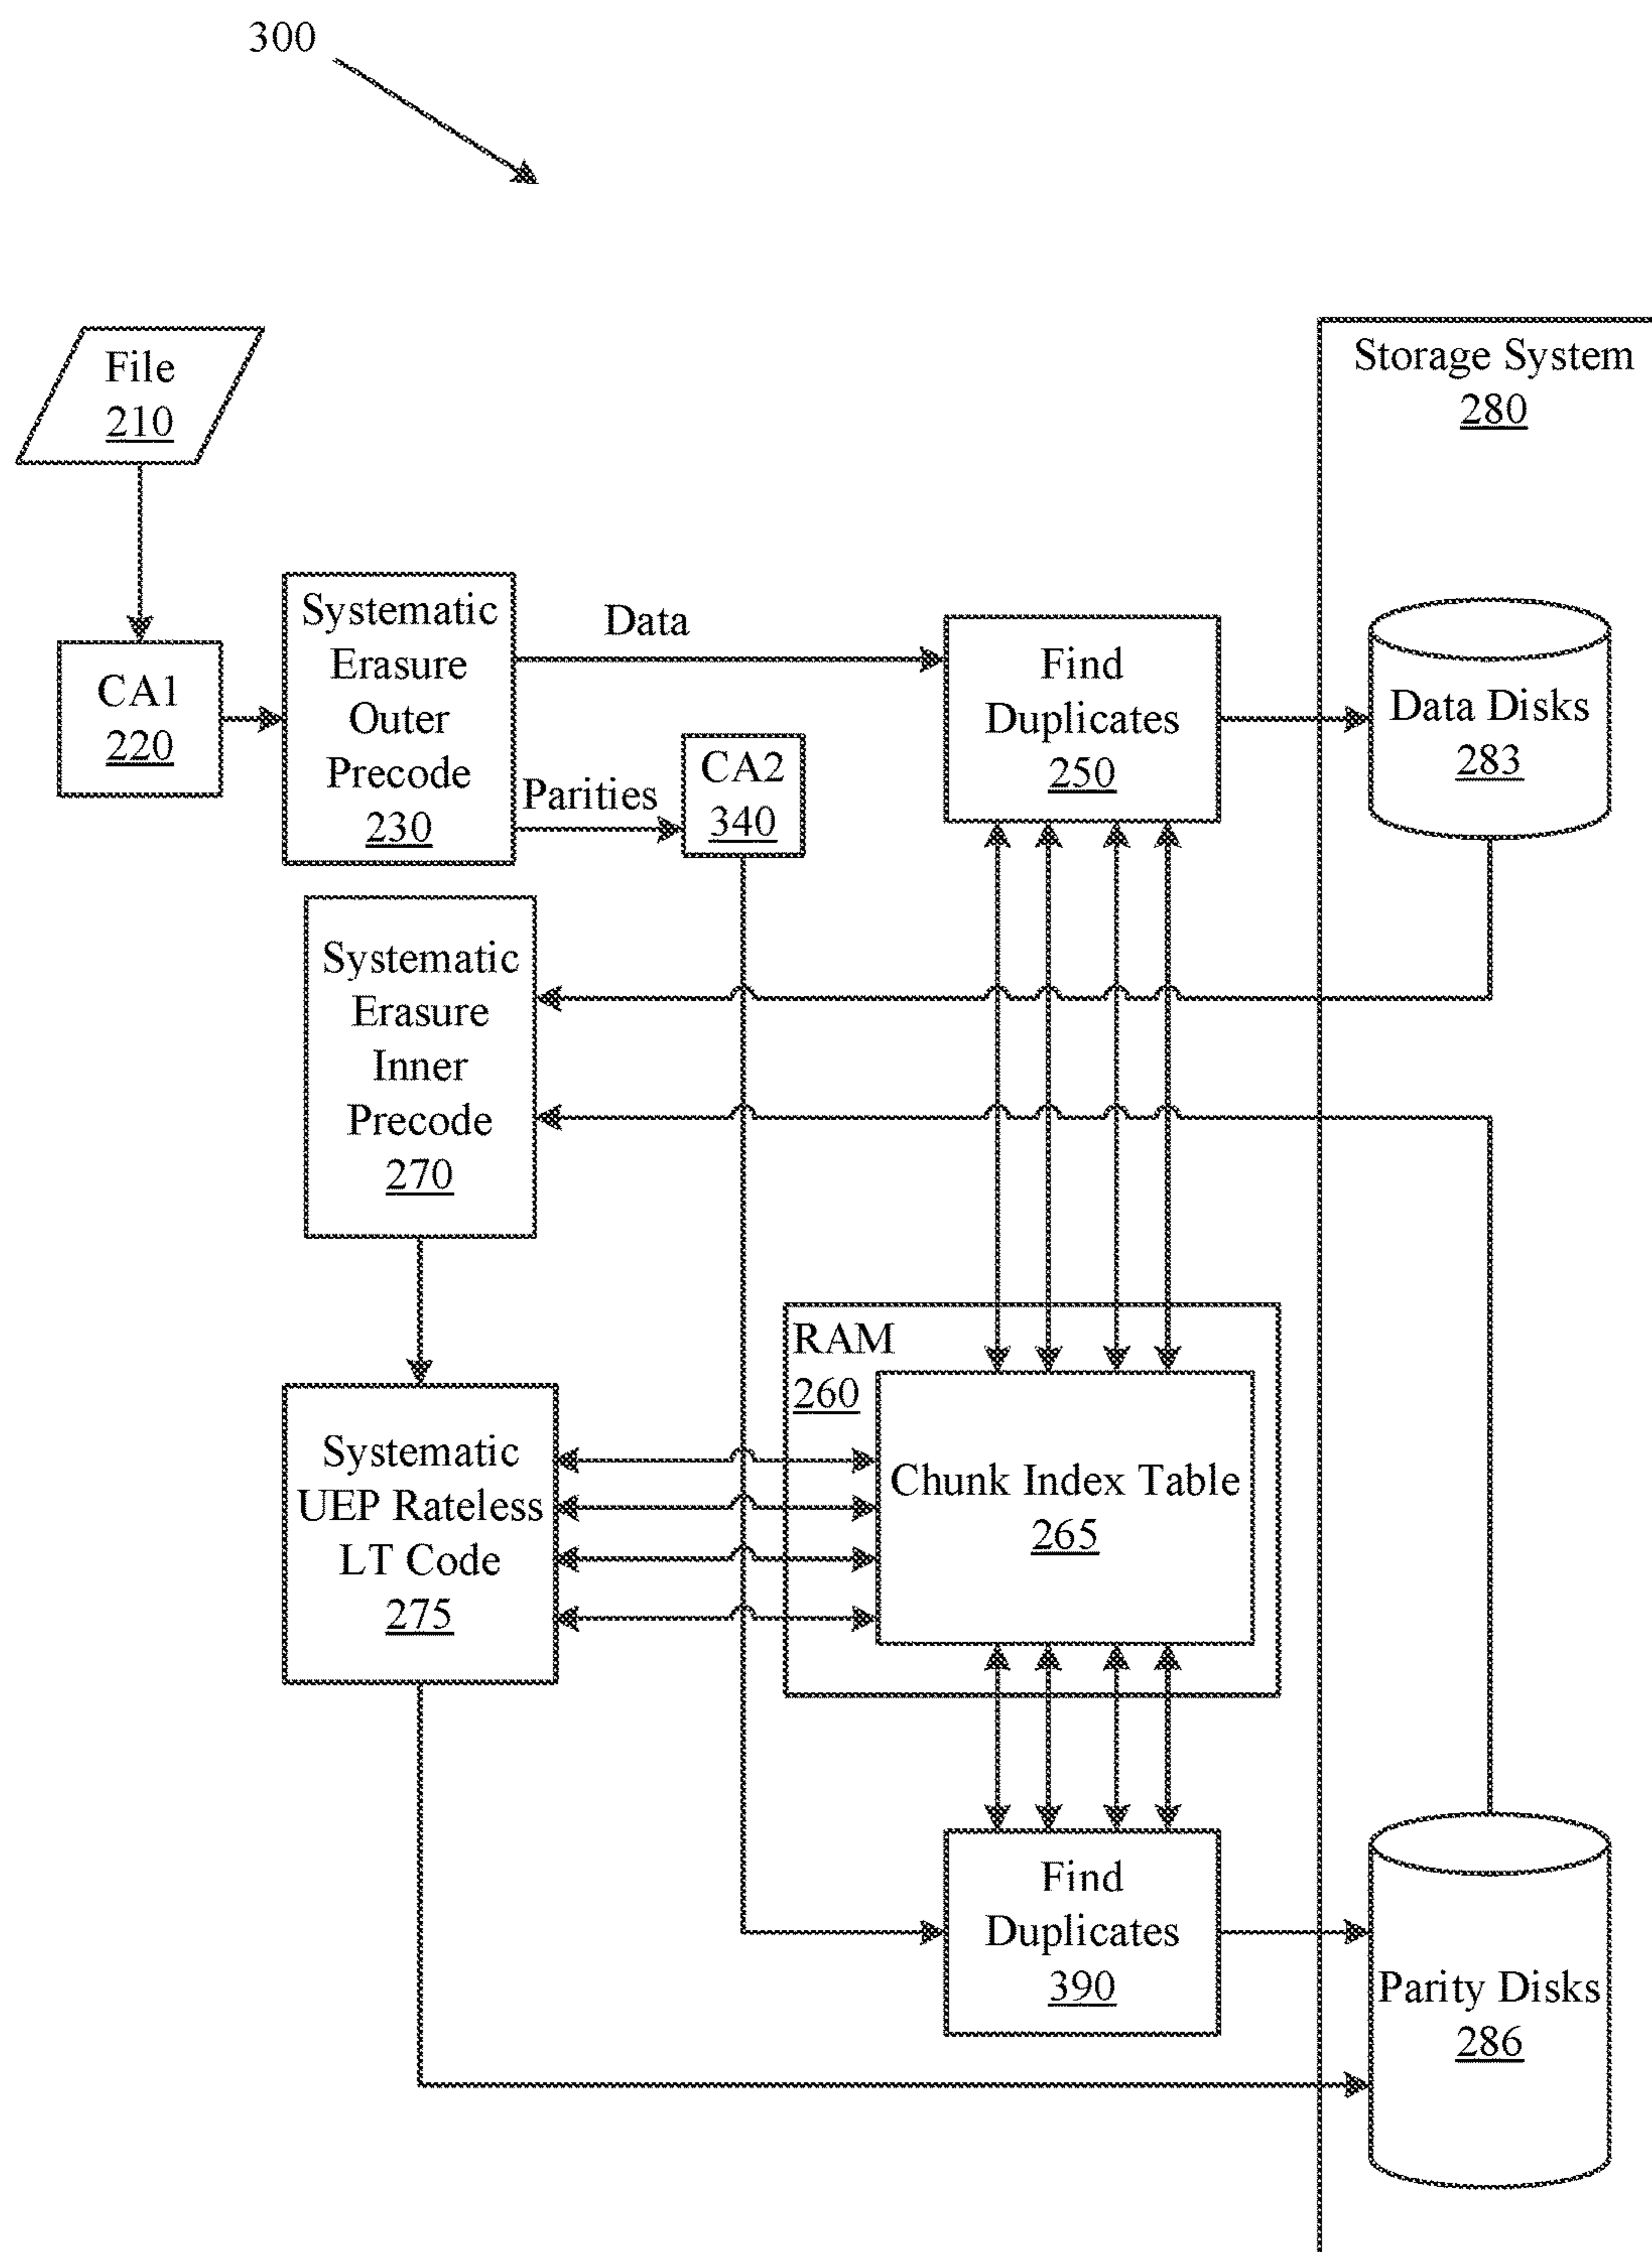 300
File
210
Storage System
280
CA1
220
Systematic
Erasure
Outer
Precode
230
Data
Parities
CA2
340
Find
Duplicates
250
Data Disks
283
Systematic
Erasure
Inner
Precode
270
RAM
260
Chunk Index Table
265
Systematic
UEP Rateless
LT Code
275
Find
Duplicates
390
Parity Disks
286